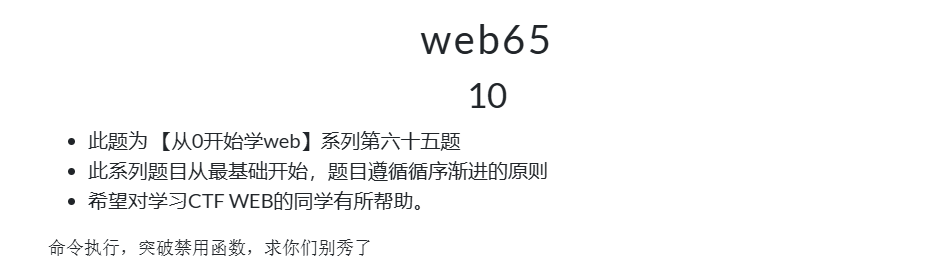 web65
10
此题为 【从0开始学web】系列第六十五题
此系列题目从最基础开始，题目遵循循序渐进的原则
希望对学习CTF WEB的同学有所帮助。
命令执行，突破禁用函数，求你们别秀了